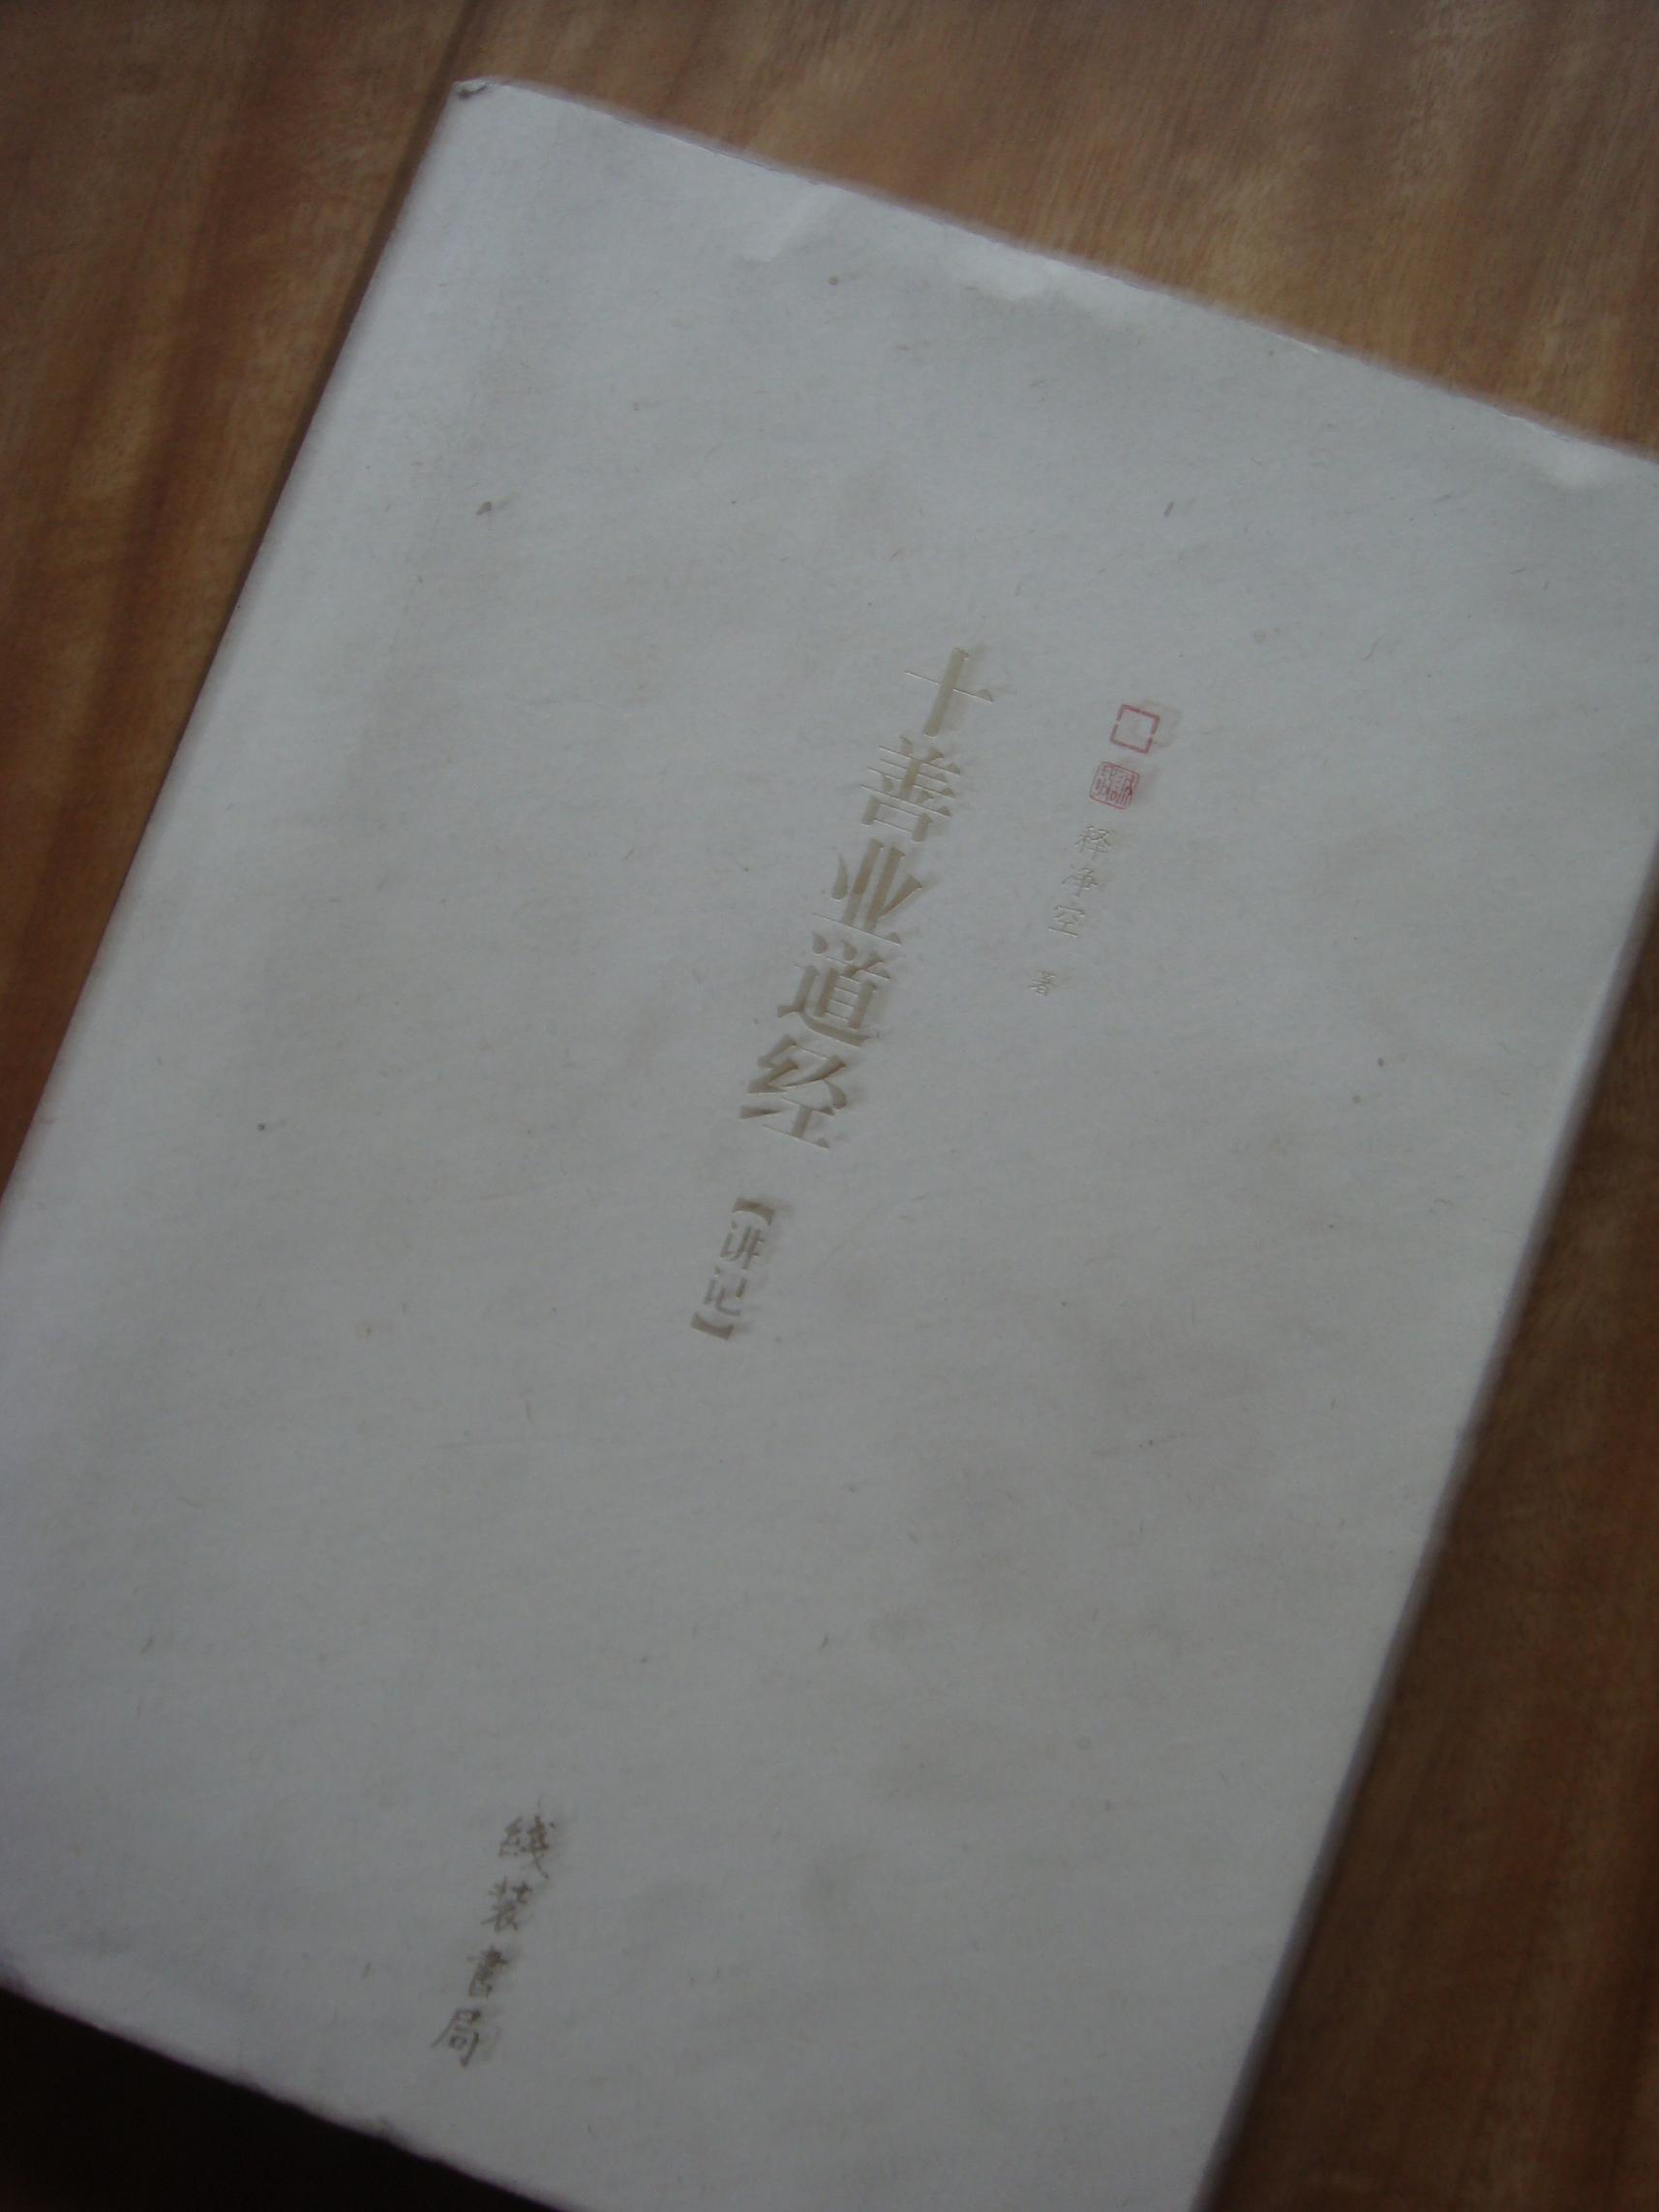 释净空 著
十善业道经
【讲记】
綫装書局